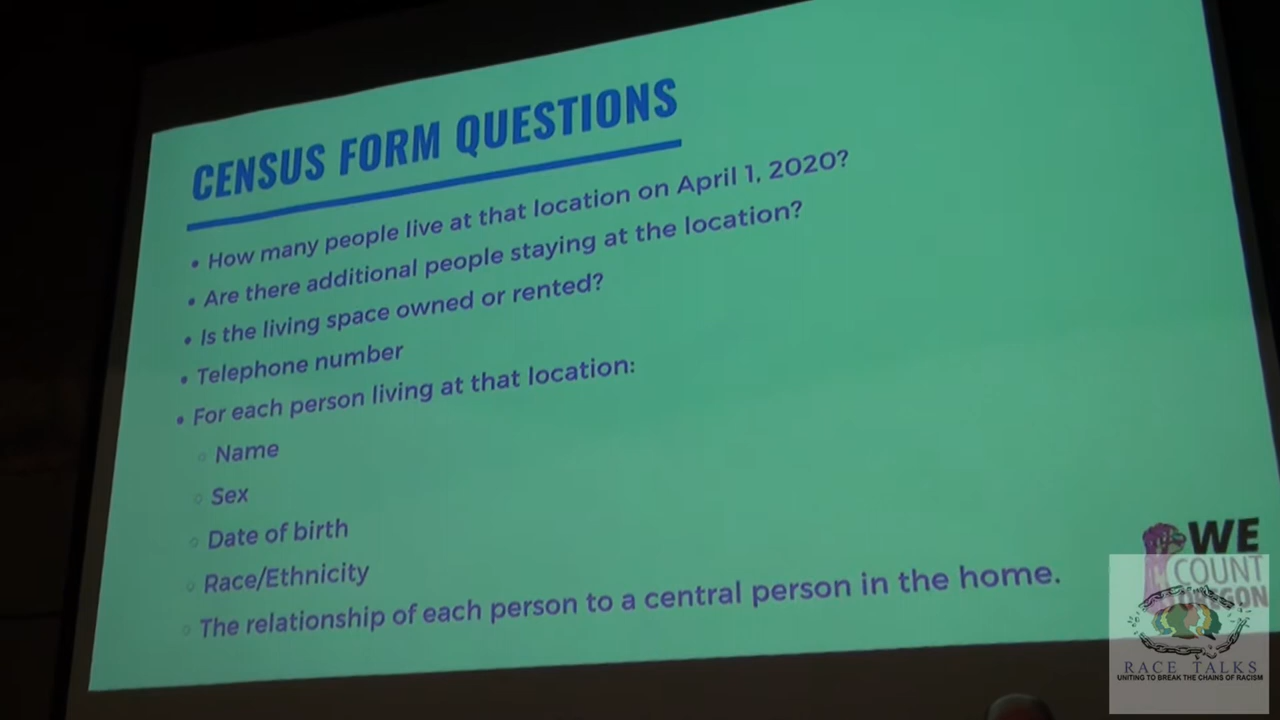 CENSUS FORM QUESTIONS
• How many people live at that location on April 1, 2020?
• Are there additional people staying at the location?
• Is the living space owned or rented?
• Telephone number
• For each person living at that location:
○ Name
○ Sex
○ Date of birth
○ Race/Ethnicity
○ The relationship of each person to a central person in the home.
WE
COUNT
OREGON
RACE TALKS
UNITING TO BREAK THE CHAINS OF RACISM